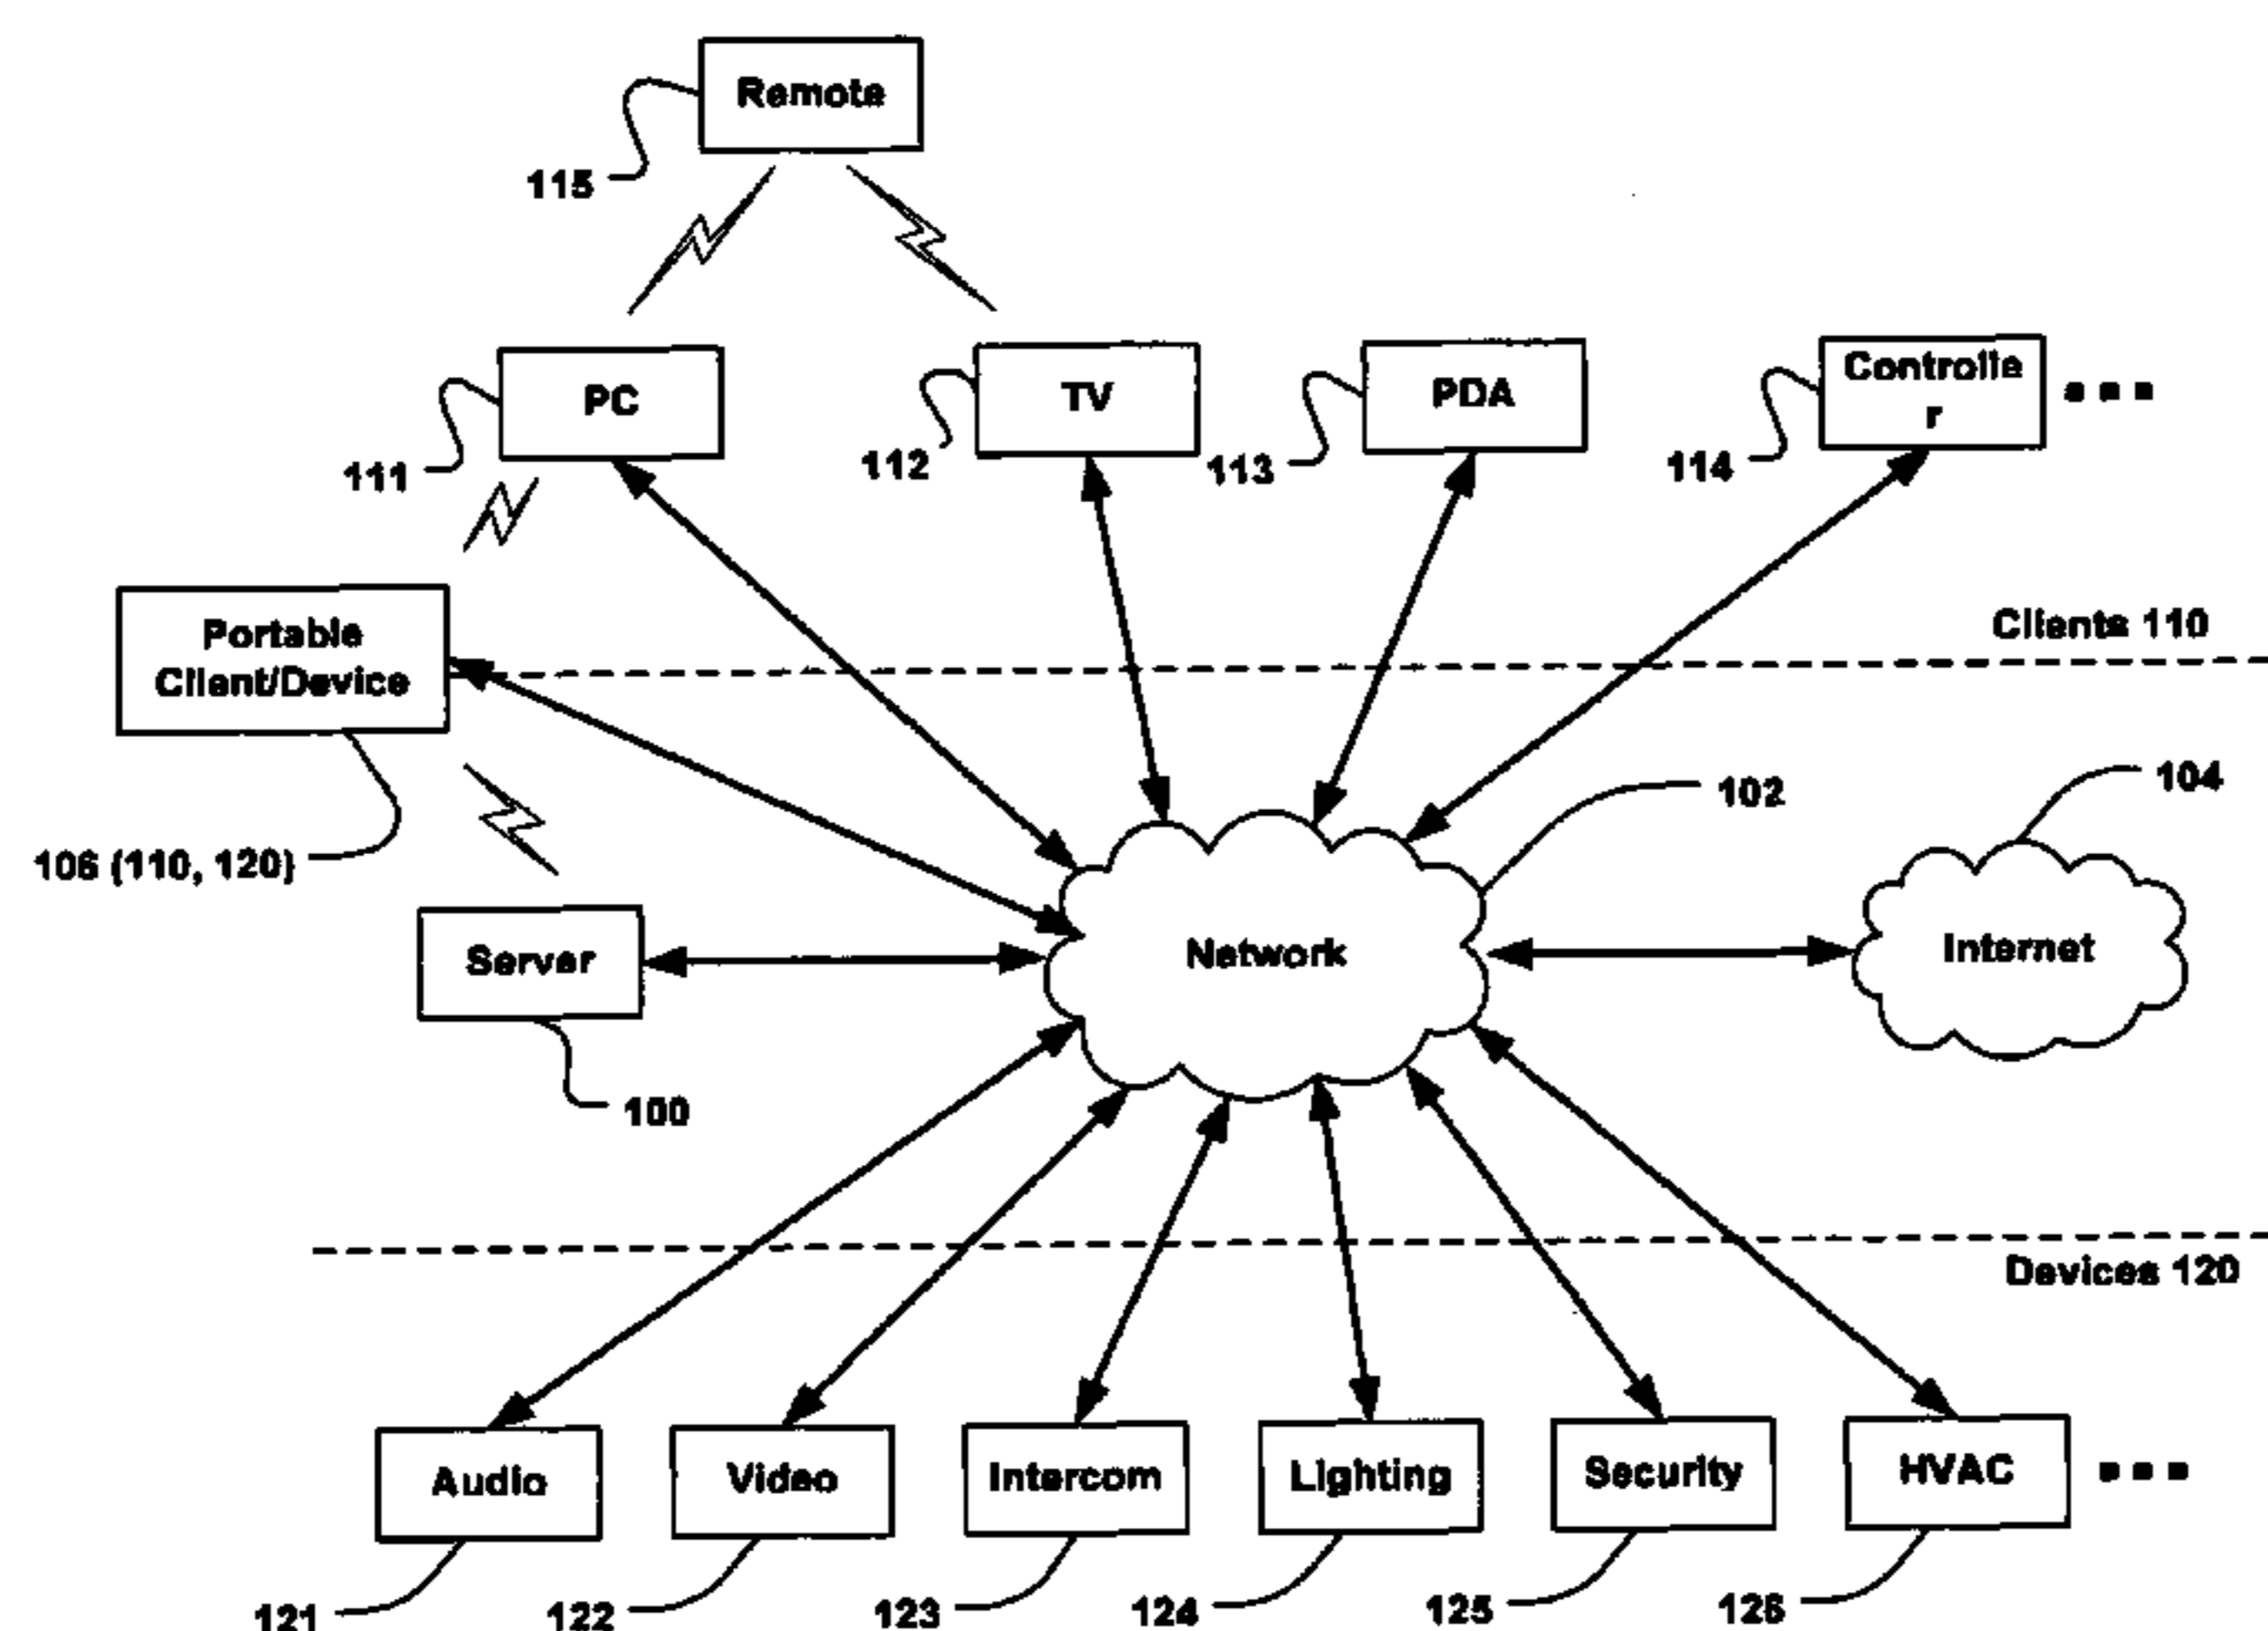 Remote
115
PC
TV
PDA
Controlle
r
111
112
113
114
Clients 110
Portable
Client/Device
102
104
106 (110, 120)
Server
Network
Internet
100
Devices 120
Audio
Video
Intercom
Lighting
Security
HVAC
121
122
123
124
125
126